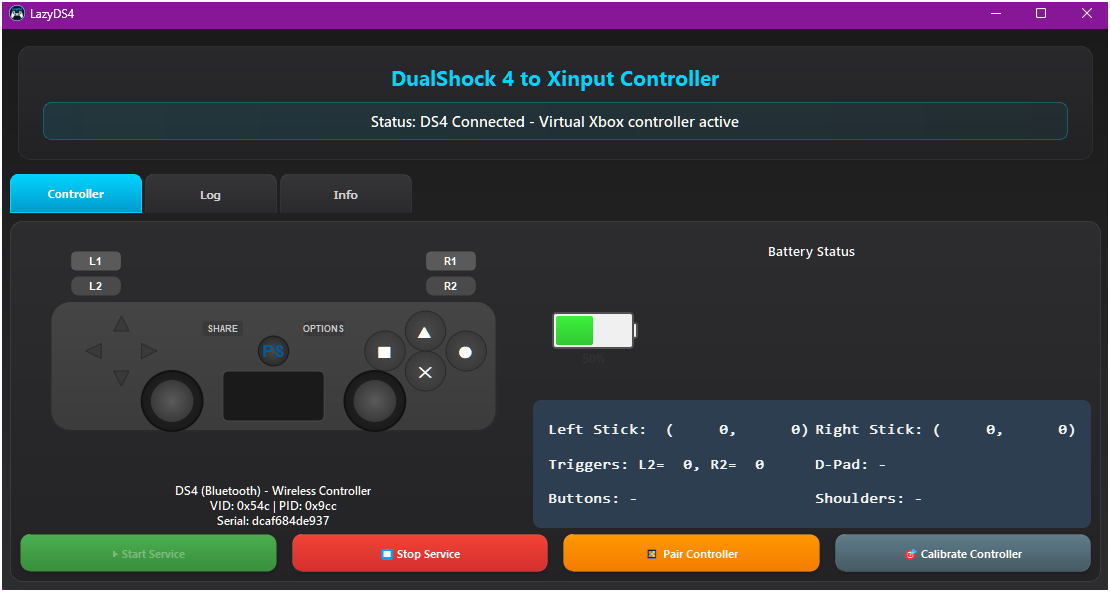 LazyDS4
DualShock 4 to Xinput Controller
Status: DS4 Connected - Virtual Xbox controller active
Controller Log Info
Battery Status
L1 R1
L2 R2
SHARE OPTIONS
PS
50%
Left Stick: ( 0, 0) Right Stick: ( 0, 0)
Triggers: L2= 0, R2= 0 D-Pad: -
Buttons: - Shoulders: -
DS4 (Bluetooth) - Wireless Controller
VID: 0x54c | PID: 0x9cc
Serial: dcaf684de937
Start Service Stop Service Pair Controller Calibrate Controller